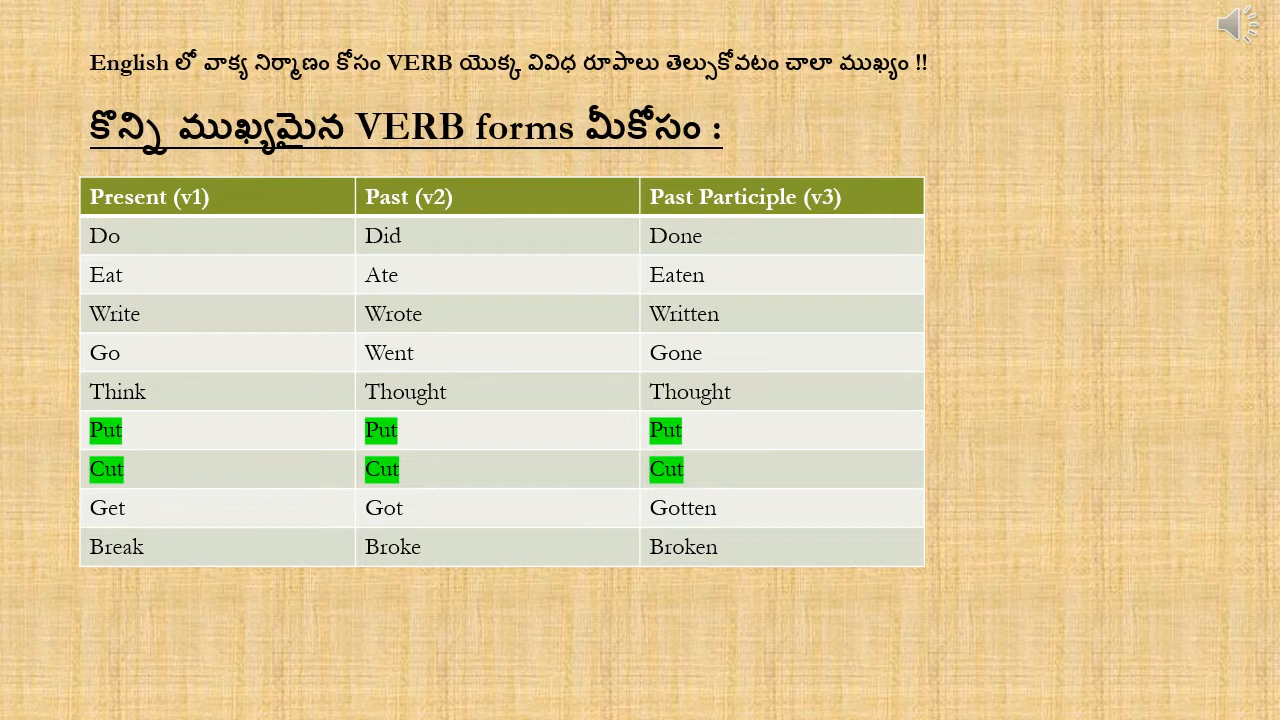 English లో వాక్య నిర్మాణం కోసం VERB యొక్క వివిధ రూపాలు తెల్సుకోవటం చాలా ముఖ్యం !!
కొన్ని ముఖ్యమైన VERB forms మీకోసం :
Present (v1) Past (v2) Past Participle (v3)
Do Did Done
Eat Ate Eaten
Write Wrote Written
Go Went Gone
Think Thought Thought
Put Put Put
Cut Cut Cut
Get Got Gotten
Break Broke Broken